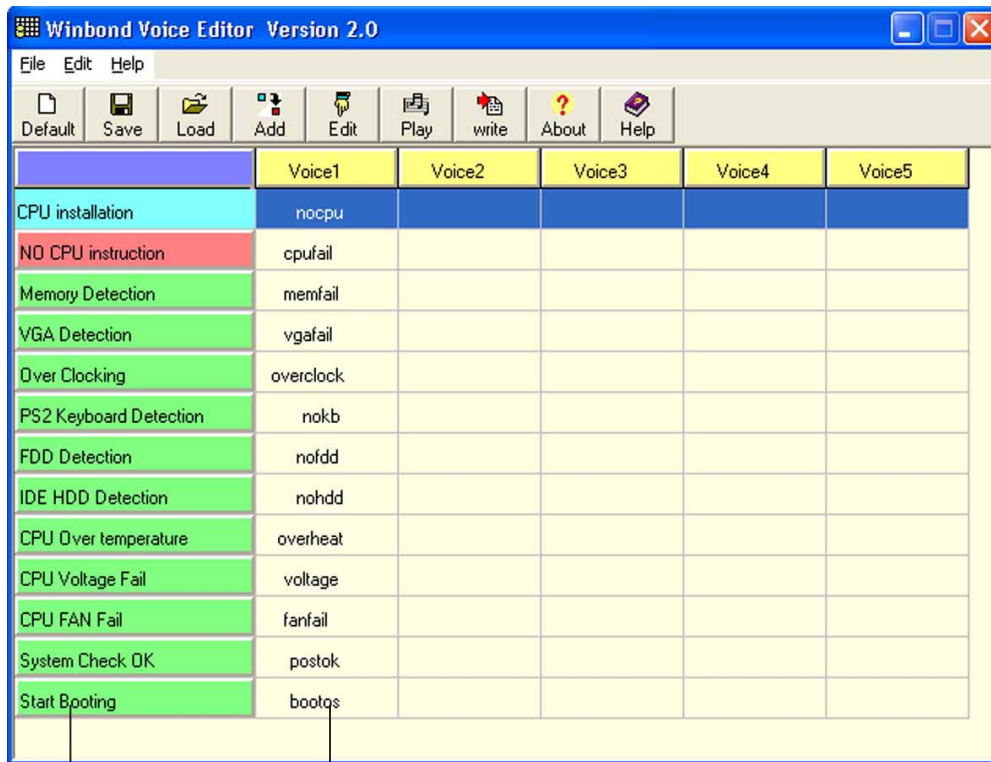 Winbond Voice Editor Version 2.0
File Edit Help
Default Save Load Add Edit Play write About Help
Voice1 Voice2 Voice3 Voice4 Voice5
CPU installation nocpu
NO CPU instruction cpufail
Memory Detection memfail
VGA Detection vgafail
Over Clocking overclock
PS2 Keyboard Detection nokb
FDD Detection nofdd
IDE HDD Detection nohdd
CPU Over temperature overheat
CPU Voltage Fail voltage
CPU FAN Fail fanfail
System Check OK postok
Start Booting bootos